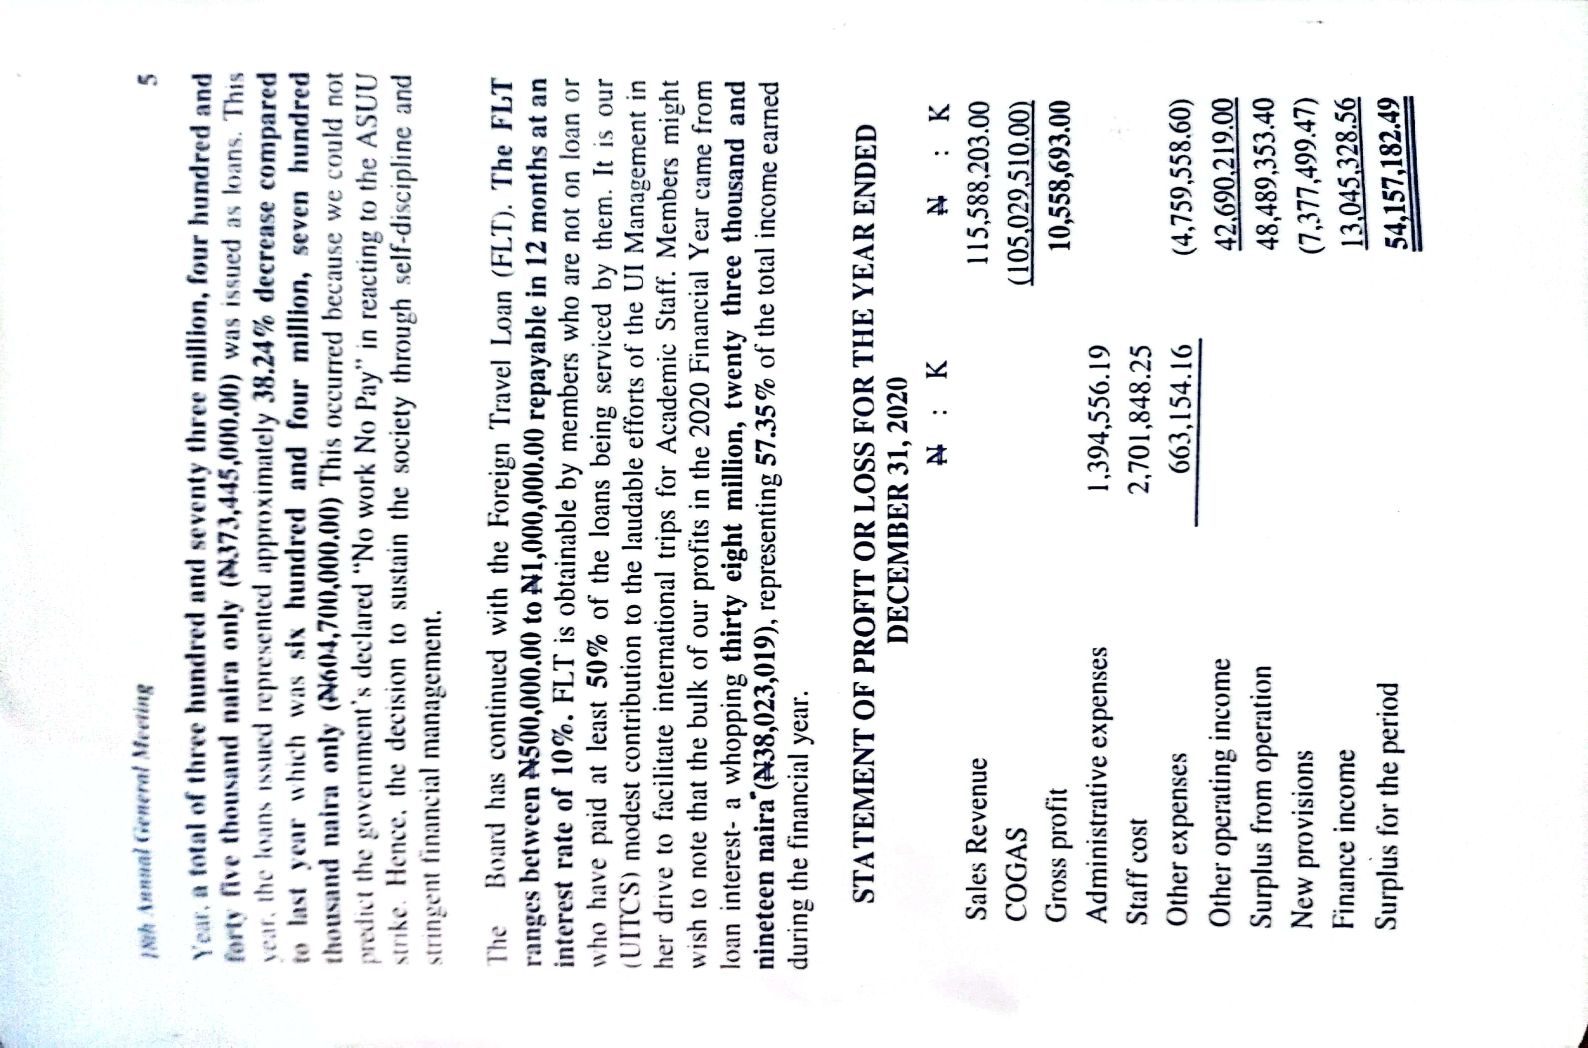 18th Annual General Meeting 5
Year, a total of three hundred and seventy three million, four hundred and
forty five thousand naira only (₦373,445,000.00) was issued as loans. This
year, the loans issued represented approximately 38.24% decrease compared
to last year which was six hundred and four million, seven hundred
thousand naira only (₦604,700,000.00) This occurred because we could not
predict the government's declared "No work No Pay" in reacting to the ASUU
strike. Hence, the decision to sustain the society through self-discipline and
stringent financial management.
The Board has continued with the Foreign Travel Loan (FLT). The FLT
ranges between ₦500,000.00 to ₦1,000,000.00 repayable in 12 months at an
interest rate of 10%. FLT is obtainable by members who are not on loan or
who have paid at least 50% of the loans being serviced by them. It is our
(UITCS) modest contribution to the laudable efforts of the UI Management in
her drive to facilitate international trips for Academic Staff. Members might
wish to note that the bulk of our profits in the 2020 Financial Year came from
loan interest- a whopping thirty eight million, twenty three thousand and
nineteen naira (₦38,023,019), representing 57.35% of the total income earned
during the financial year.
STATEMENT OF PROFIT OR LOSS FOR THE YEAR ENDED
DECEMBER 31, 2020
₦ : K ₦ : K
Sales Revenue 115,588,203.00
COGAS (105,029,510.00)
Gross profit 10,558,693.00
Administrative expenses 1,394,556.19
Staff cost 2,701,848.25
Other expenses 663,154.16 (4,759,558.60)
Other operating income 42,690,219.00
Surplus from operation 48,489,353.40
New provisions (7,377,499.47)
Finance income 13,045,328.56
Surplus for the period 54,157,182.49